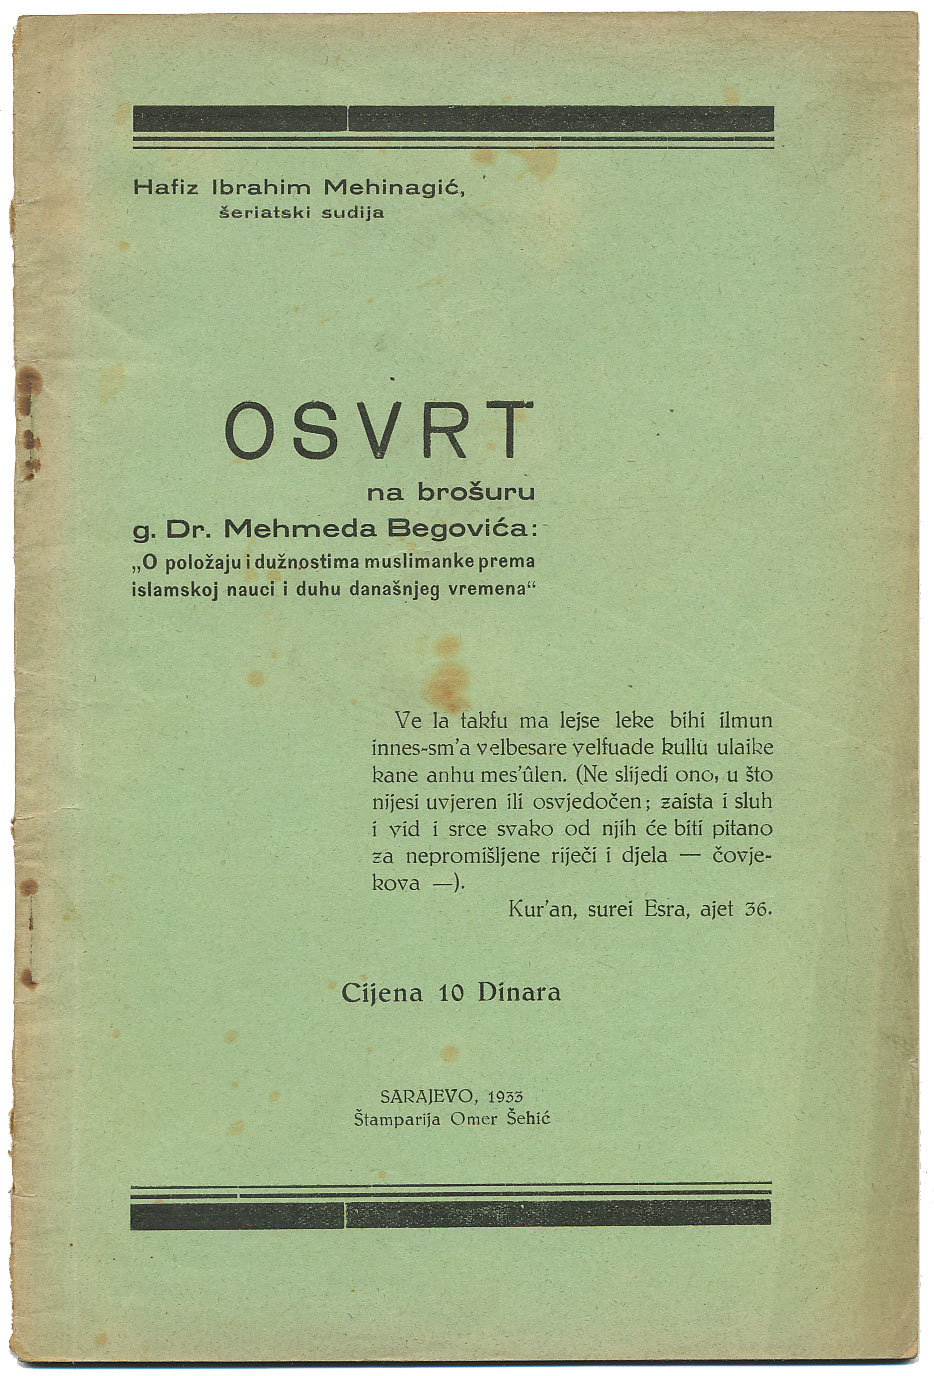 Hafiz Ibrahim Mehinagić,
šeriatski sudija
OSVRT
na brošuru
g. Dr. Mehmeda Begovića:
„O položaju i dužnostima muslimanke prema
islamskoj nauci i duhu današnjeg vremena“
Ve la takfu ma lejse leke bihi ilmun
innes-sm'a velbesare velfuade kullu ulaike
kane anhu mes'ûlen. (Ne slijedi ono, u što
nijesi uvjeren ili osvjedočen; zaista i sluh
i vid i srce svako od njih će biti pitano
za nepromišljene riječi i djela — čovje-
kova —).
Kur'an, surei Esra, ajet 36.
Cijena 10 Dinara
SARAJEVO, 1933
Štamparija Omer Šehić